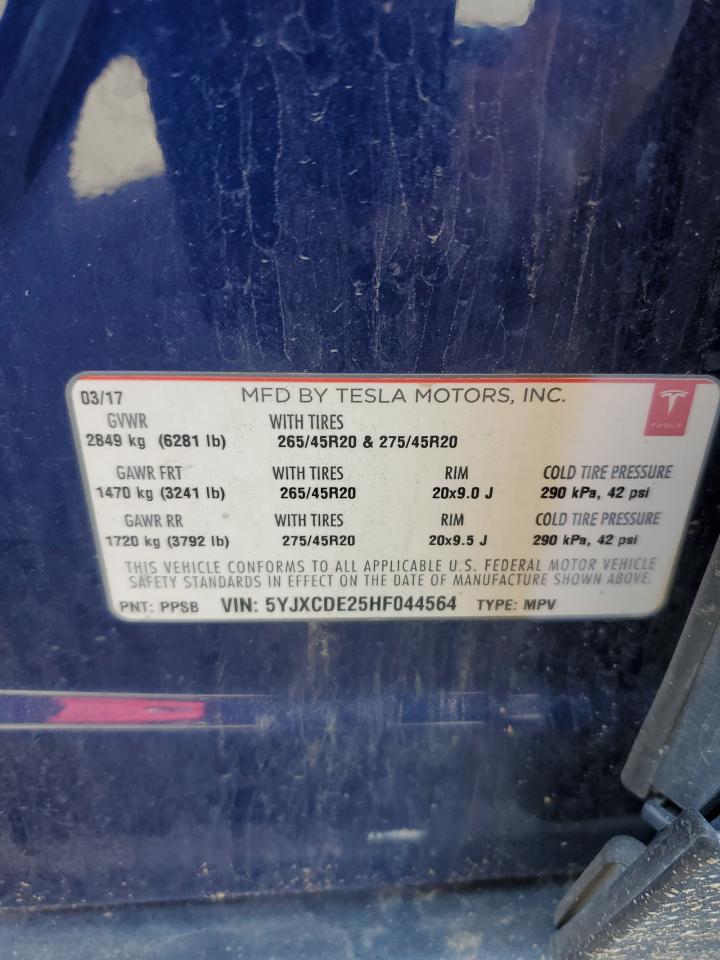 03/17 MFD BY TESLA MOTORS, INC.
TESLA
GVWR WITH TIRES
2849 kg (6281 lb) 265/45R20 & 275/45R20
GAWR FRT WITH TIRES RIM COLD TIRE PRESSURE
1470 kg (3241 lb) 265/45R20 20x9.0 J 290 kPa, 42 psi
GAWR RR WITH TIRES RIM COLD TIRE PRESSURE
1720 kg (3792 lb) 275/45R20 20x9.5 J 290 kPa, 42 psi
THIS VEHICLE CONFORMS TO ALL APPLICABLE U.S. FEDERAL MOTOR VEHICLE
SAFETY STANDARDS IN EFFECT ON THE DATE OF MANUFACTURE SHOWN ABOVE.
PNT: PPSB VIN: 5YJXCDE25HF044564 TYPE: MPV